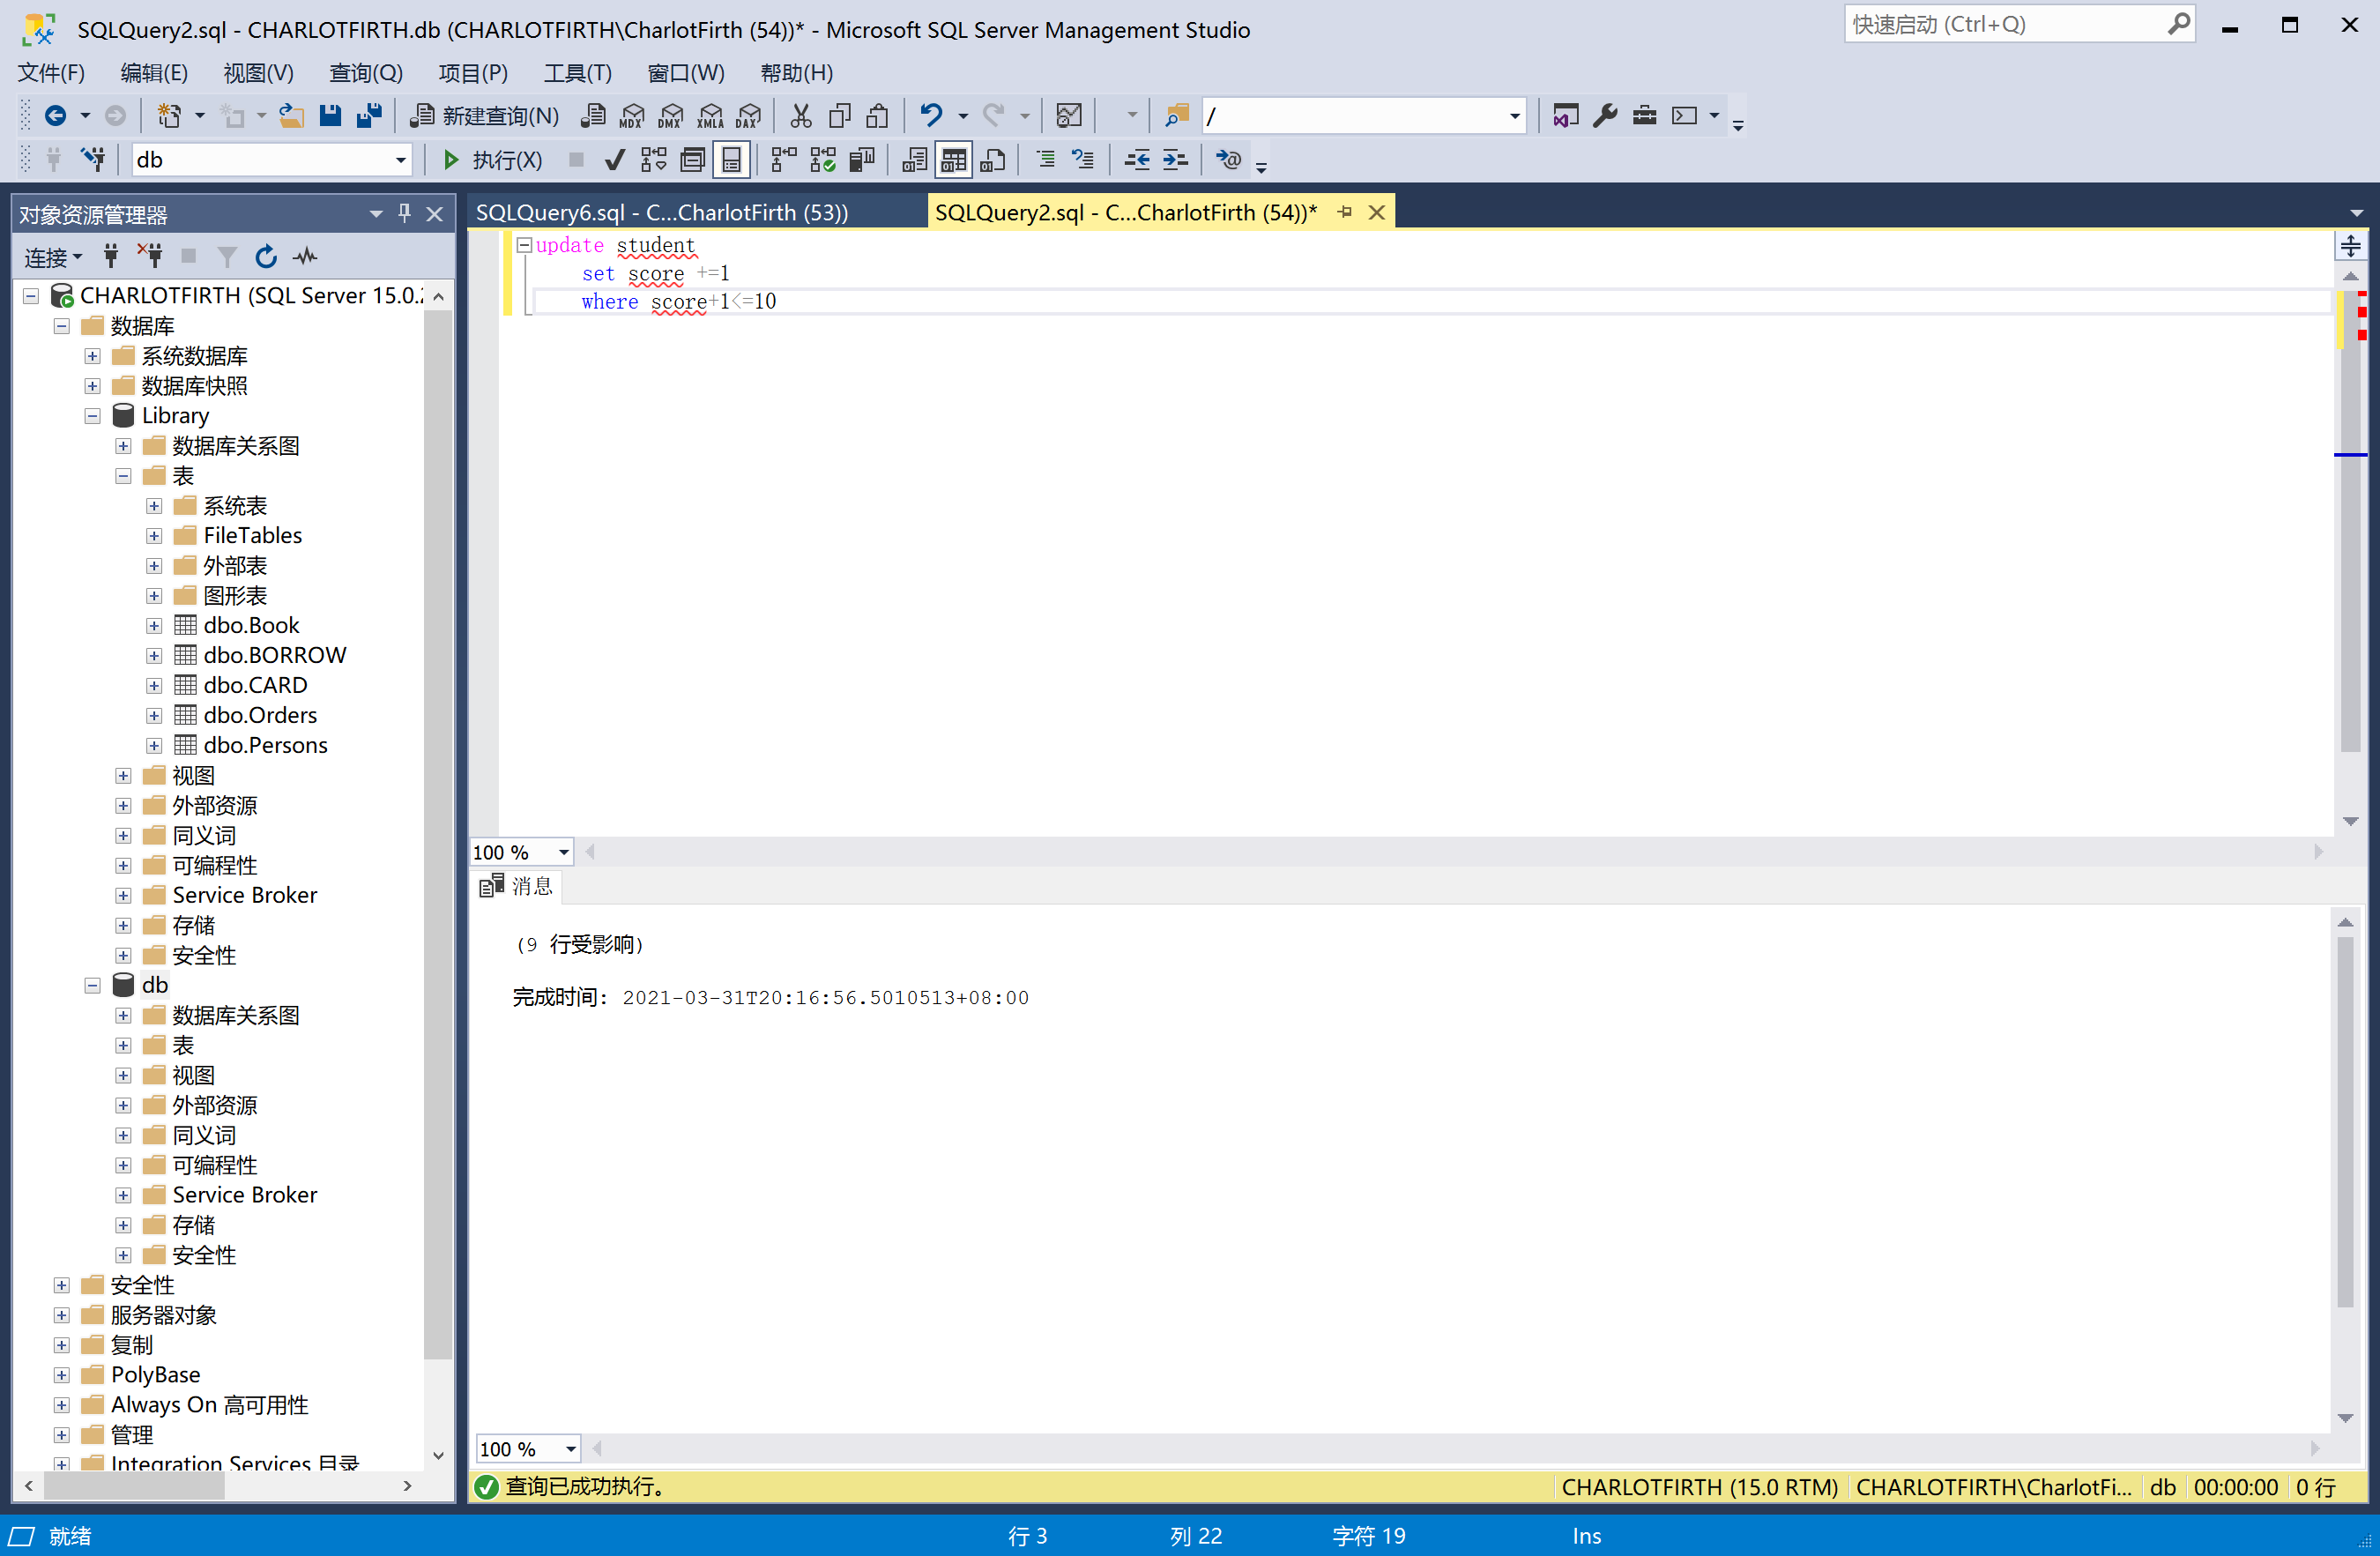 SQLQuery2.sql - CHARLOTFIRTH.db (CHARLOTFIRTH\CharlotFirth (54))* - Microsoft SQL Server Management Studio
快速启动 (Ctrl+Q)
文件(F) 编辑(E) 视图(V) 查询(Q) 项目(P) 工具(T) 窗口(W) 帮助(H)
新建查询(N) MDX DMX XMLA DAX /
db 执行(X)
对象资源管理器
SQLQuery6.sql - C...CharlotFirth (53))
SQLQuery2.sql - C...CharlotFirth (54))*
连接
CHARLOTFIRTH (SQL Server 15.0.
数据库
系统数据库
数据库快照
Library
数据库关系图
表
系统表
FileTables
外部表
图形表
dbo.Book
dbo.BORROW
dbo.CARD
dbo.Orders
dbo.Persons
视图
外部资源
同义词
可编程性
Service Broker
存储
安全性
db
数据库关系图
表
视图
外部资源
同义词
可编程性
Service Broker
存储
安全性
安全性
服务器对象
复制
PolyBase
Always On 高可用性
管理
Integration Services 目录
update student
set score +=1
where score+1<=10
100 %
消息
(9 行受影响)
完成时间: 2021-03-31T20:16:56.5010513+08:00
100 %
查询已成功执行。
CHARLOTFIRTH (15.0 RTM) CHARLOTFIRTH\CharlotFi... db 00:00:00 0 行
就绪 行 3 列 22 字符 19 Ins